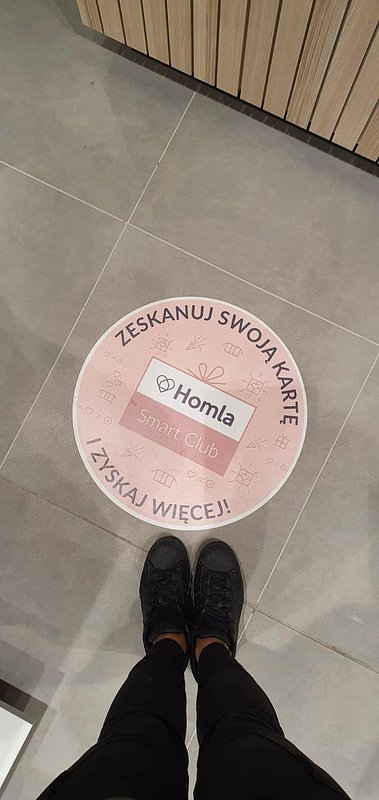 ZESKANUJ SWOJĄ KARTĘ
Homla
Smart Club
I ZYSKAJ WIĘCEJ!